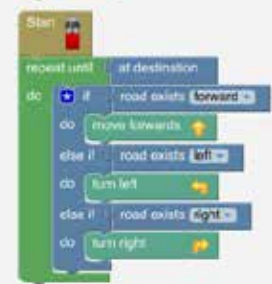 Start
repeat until at destination
do if road exists forward
do move forwards
else if road exists left
do turn left
else if road exists right
do turn right